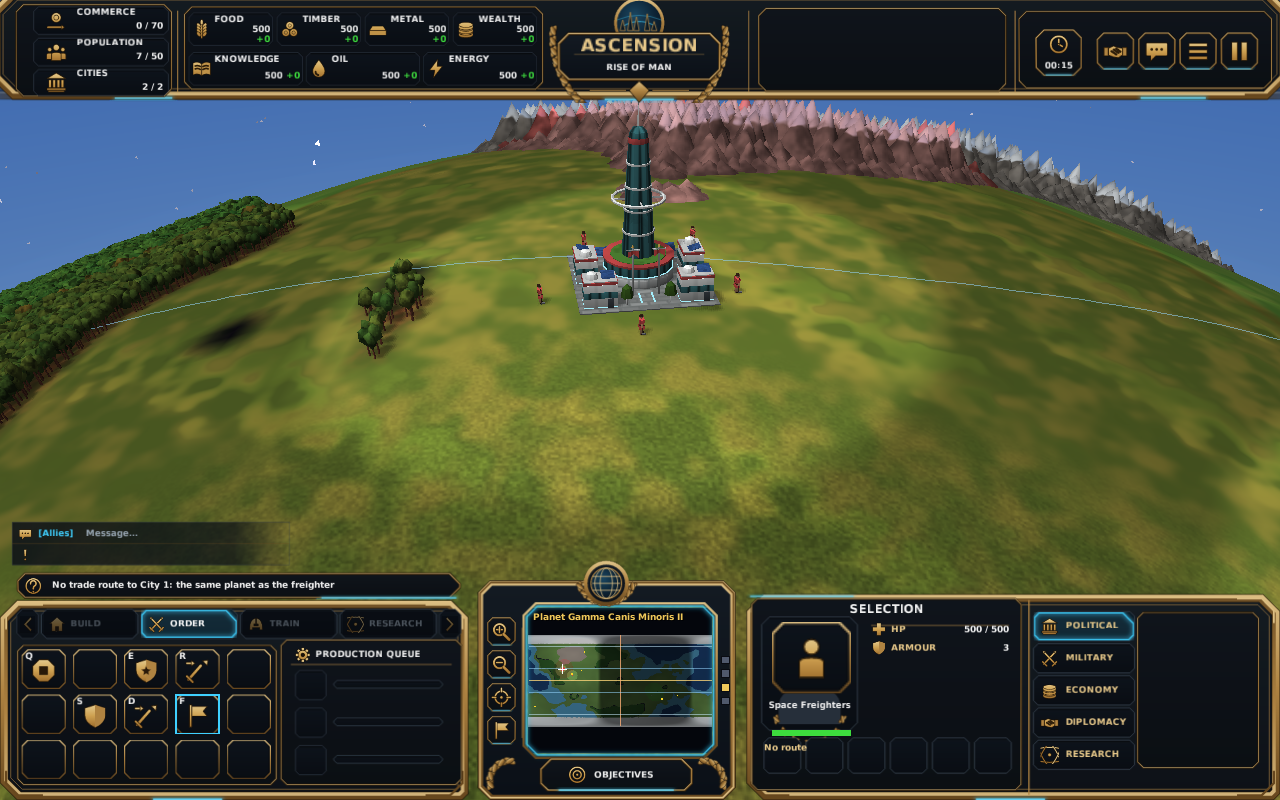 COMMERCE
0 / 70
POPULATION
7 / 50
CITIES
2 / 2
FOOD
500
+0
TIMBER
500
+0
METAL
500
+0
WEALTH
500
+0
KNOWLEDGE
500 +0
OIL
500 +0
ENERGY
500 +0
ASCENSION
RISE OF MAN
00:15
[Allies] Message...
!
No trade route to City 1: the same planet as the freighter
BUILD
ORDER
TRAIN
RESEARCH
Q
E
R
S
D
F
PRODUCTION QUEUE
Planet Gamma Canis Minoris II
OBJECTIVES
SELECTION
Space Freighters
No route
HP 500 / 500
ARMOUR 3
POLITICAL
MILITARY
ECONOMY
DIPLOMACY
RESEARCH